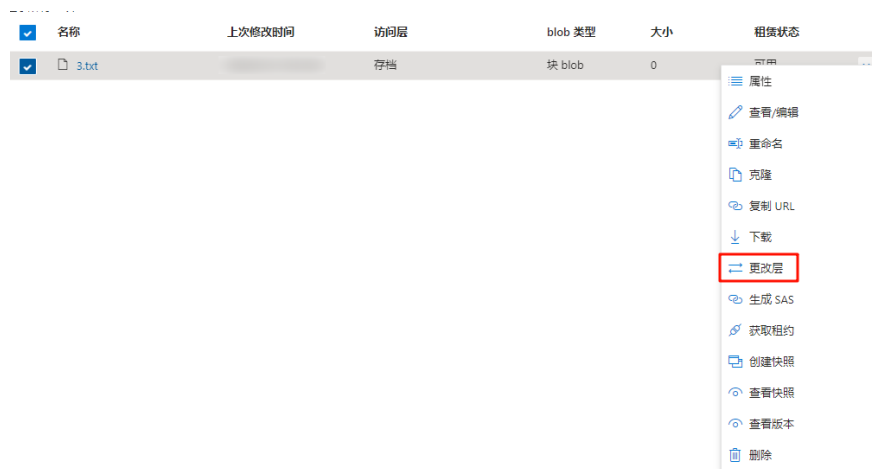 名称 上次修改时间 访问层 blob 类型 大小 租赁状态
3.txt 存档 块 blob 0 可用
属性
查看/编辑
重命名
克隆
复制 URL
下载
更改层
生成 SAS
获取租约
创建快照
查看快照
查看版本
删除